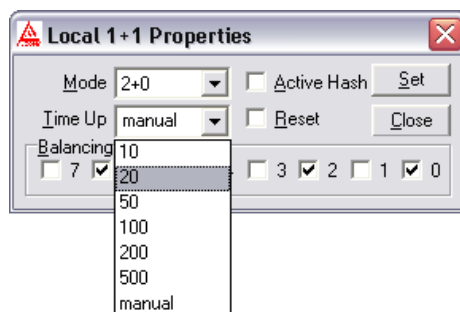 Local 1+1 Properties
Mode 2+0 Active Hash Set
Time Up manual Reset Close
Balancing
7 3 2 1 0
10
20
50
100
200
500
manual